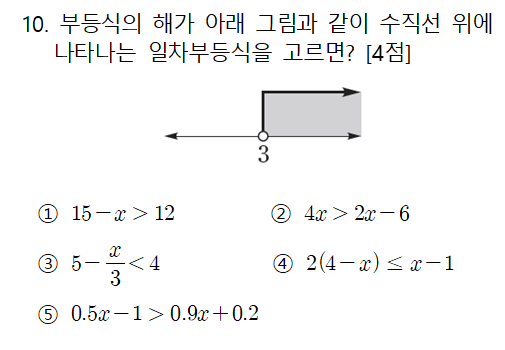 10. 부등식의 해가 아래 그림과 같이 수직선 위에
나타나는 일차부등식을 고르면? [4점]
3
① 15-x > 12 ② 4x > 2x-6
③ 5-x/3 < 4 ④ 2(4-x) ≤ x-1
⑤ 0.5x-1 > 0.9x+0.2